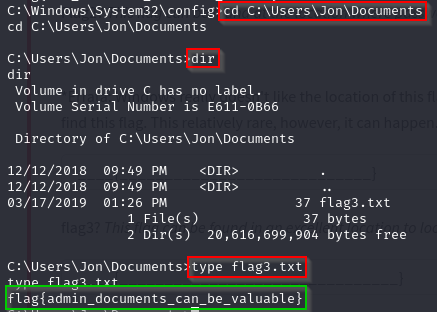 C:\Windows\System32\config>cd C:\Users\Jon\Documents
cd C:\Users\Jon\Documents
C:\Users\Jon\Documents>dir
dir
Volume in drive C has no label.
Volume Serial Number is E611-0B66
Directory of C:\Users\Jon\Documents
12/12/2018  09:49 PM    <DIR>          .
12/12/2018  09:49 PM    <DIR>          ..
03/17/2019  01:26 PM                37 flag3.txt
1 File(s)             37 bytes
2 Dir(s)  20,616,699,904 bytes free
C:\Users\Jon\Documents>type flag3.txt
type flag3.txt
flag{admin_documents_can_be_valuable}